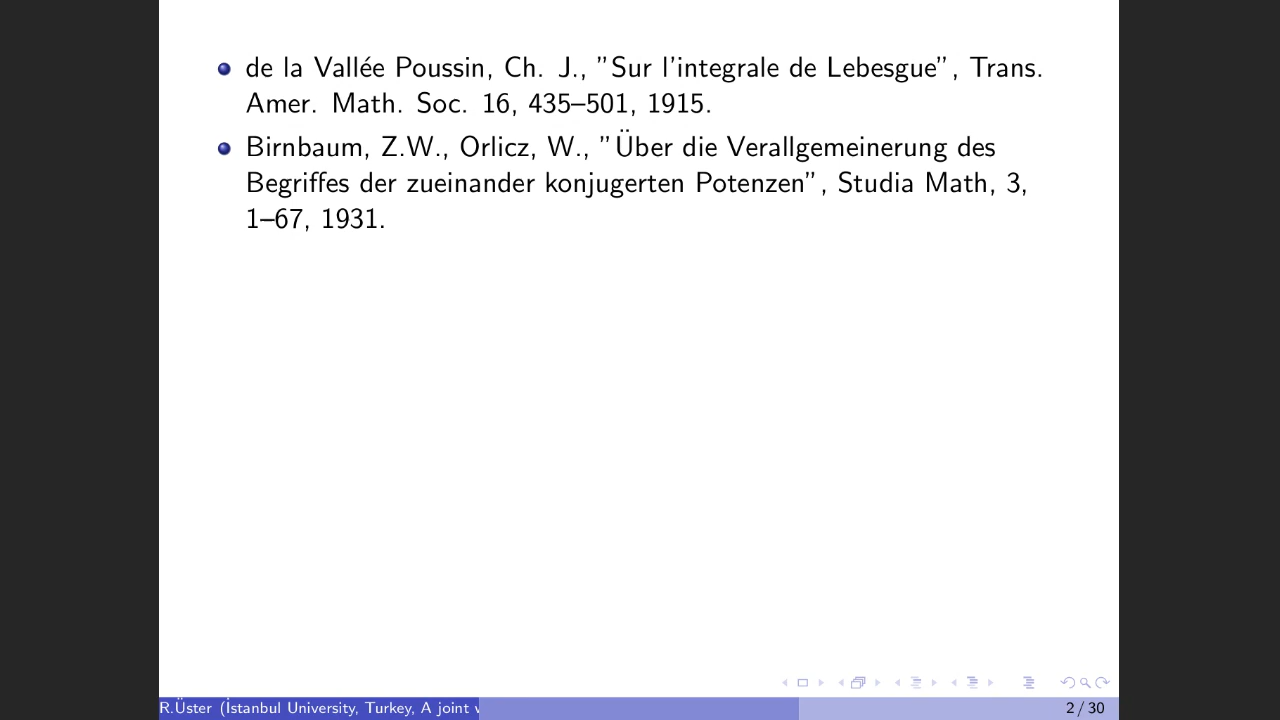 de la Vallée Poussin, Ch. J., ”Sur l’integrale de Lebesgue”, Trans.
Amer. Math. Soc. 16, 435–501, 1915.
Birnbaum, Z.W., Orlicz, W., ”Über die Verallgemeinerung des
Begriffes der zueinander konjugerten Potenzen”, Studia Math, 3,
1–67, 1931.
R.Üster (İstanbul University, Turkey, A joint
2 / 30